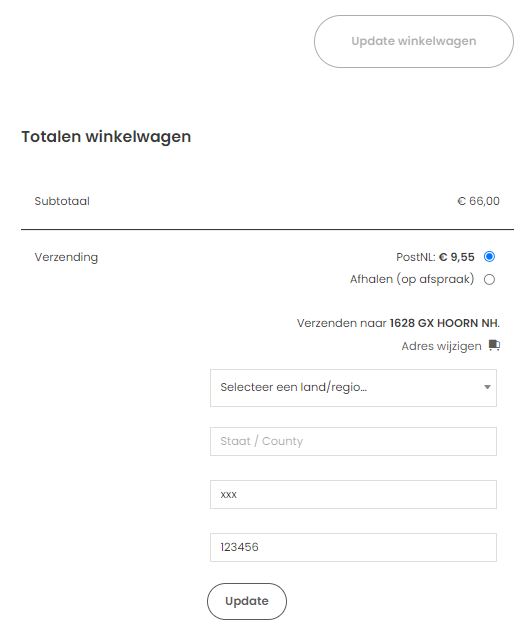 Update winkelwagen
Totalen winkelwagen
Subtotaal € 66,00
Verzending PostNL: € 9,55
Afhalen (op afspraak)
Verzenden naar 1628 GX HOORN NH.
Adres wijzigen
Selecteer een land/regio...
Staat / County
xxx
123456
Update